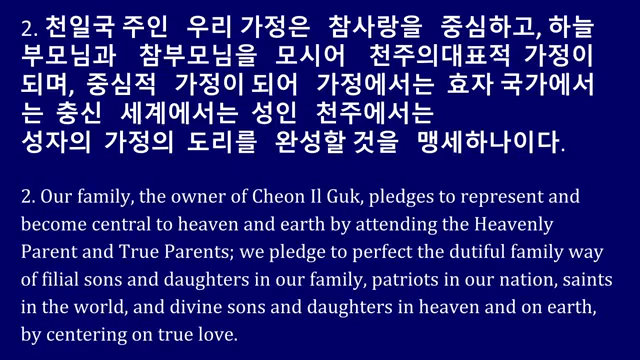 2. 천일국 주인 우리 가정은 참사랑을 중심하고, 하늘
부모님과 참부모님을 모시어 천주의대표적 가정이
되며, 중심적 가정이 되어 가정에서는 효자 국가에서
는 충신 세계에서는 성인 천주에서는
성자의 가정의 도리를 완성할 것을 맹세하나이다.
2. Our family, the owner of Cheon Il Guk, pledges to represent and
become central to heaven and earth by attending the Heavenly
Parent and True Parents; we pledge to perfect the dutiful family way
of filial sons and daughters in our family, patriots in our nation, saints
in the world, and divine sons and daughters in heaven and on earth,
by centering on true love.